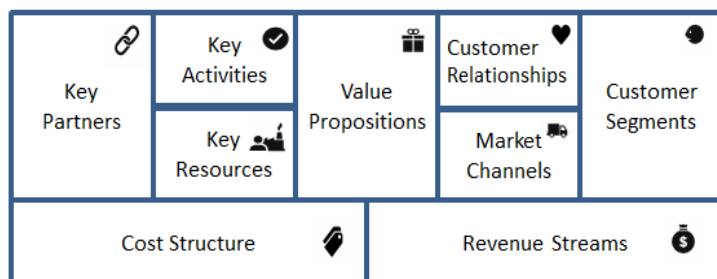 Key
Partners
Key
Activities
Key
Resources
Value
Propositions
Customer
Relationships
Market
Channels
Customer
Segments
Cost Structure
Revenue Streams
$